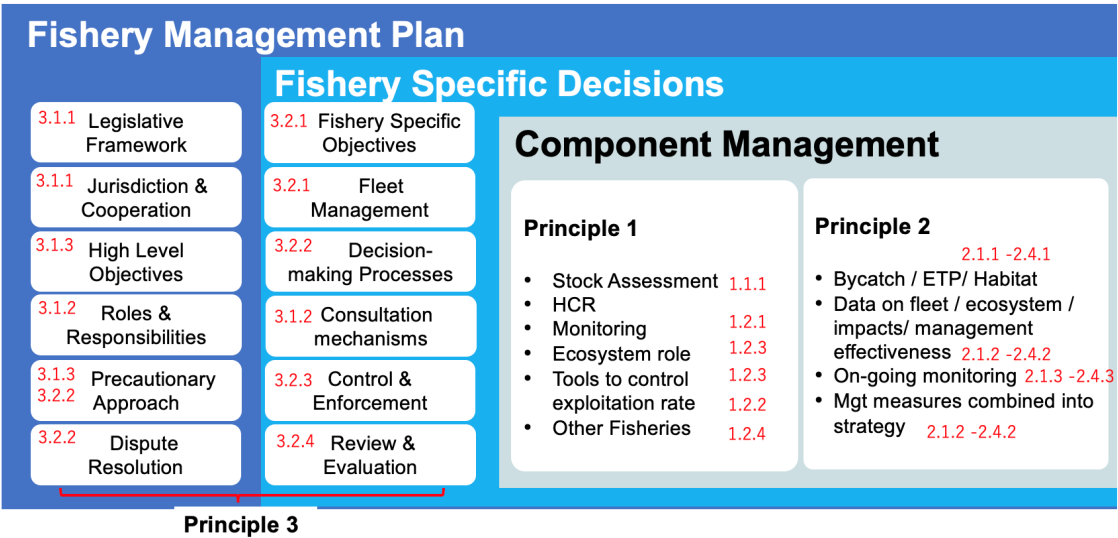 Fishery Management Plan
Fishery Specific Decisions
3.1.1 Legislative
Framework
3.1.1 Jurisdiction &
Cooperation
3.1.3 High Level
Objectives
3.1.2 Roles &
Responsibilities
3.1.3 Precautionary
3.2.2 Approach
3.2.2 Dispute
Resolution
3.2.1 Fishery Specific
Objectives
3.2.1 Fleet
Management
3.2.2 Decision-
making Processes
3.1.2 Consultation
mechanisms
3.2.3 Control &
Enforcement
3.2.4 Review &
Evaluation
Principle 3
Component Management
Principle 1
• Stock Assessment 1.1.1
• HCR
• Monitoring 1.2.1
• Ecosystem role 1.2.3
• Tools to control 1.2.3
exploitation rate 1.2.2
• Other Fisheries 1.2.4
Principle 2
2.1.1 -2.4.1
• Bycatch / ETP/ Habitat
• Data on fleet / ecosystem /
impacts/ management
effectiveness 2.1.2 -2.4.2
• On-going monitoring 2.1.3 -2.4.3
• Mgt measures combined into
strategy 2.1.2 -2.4.2